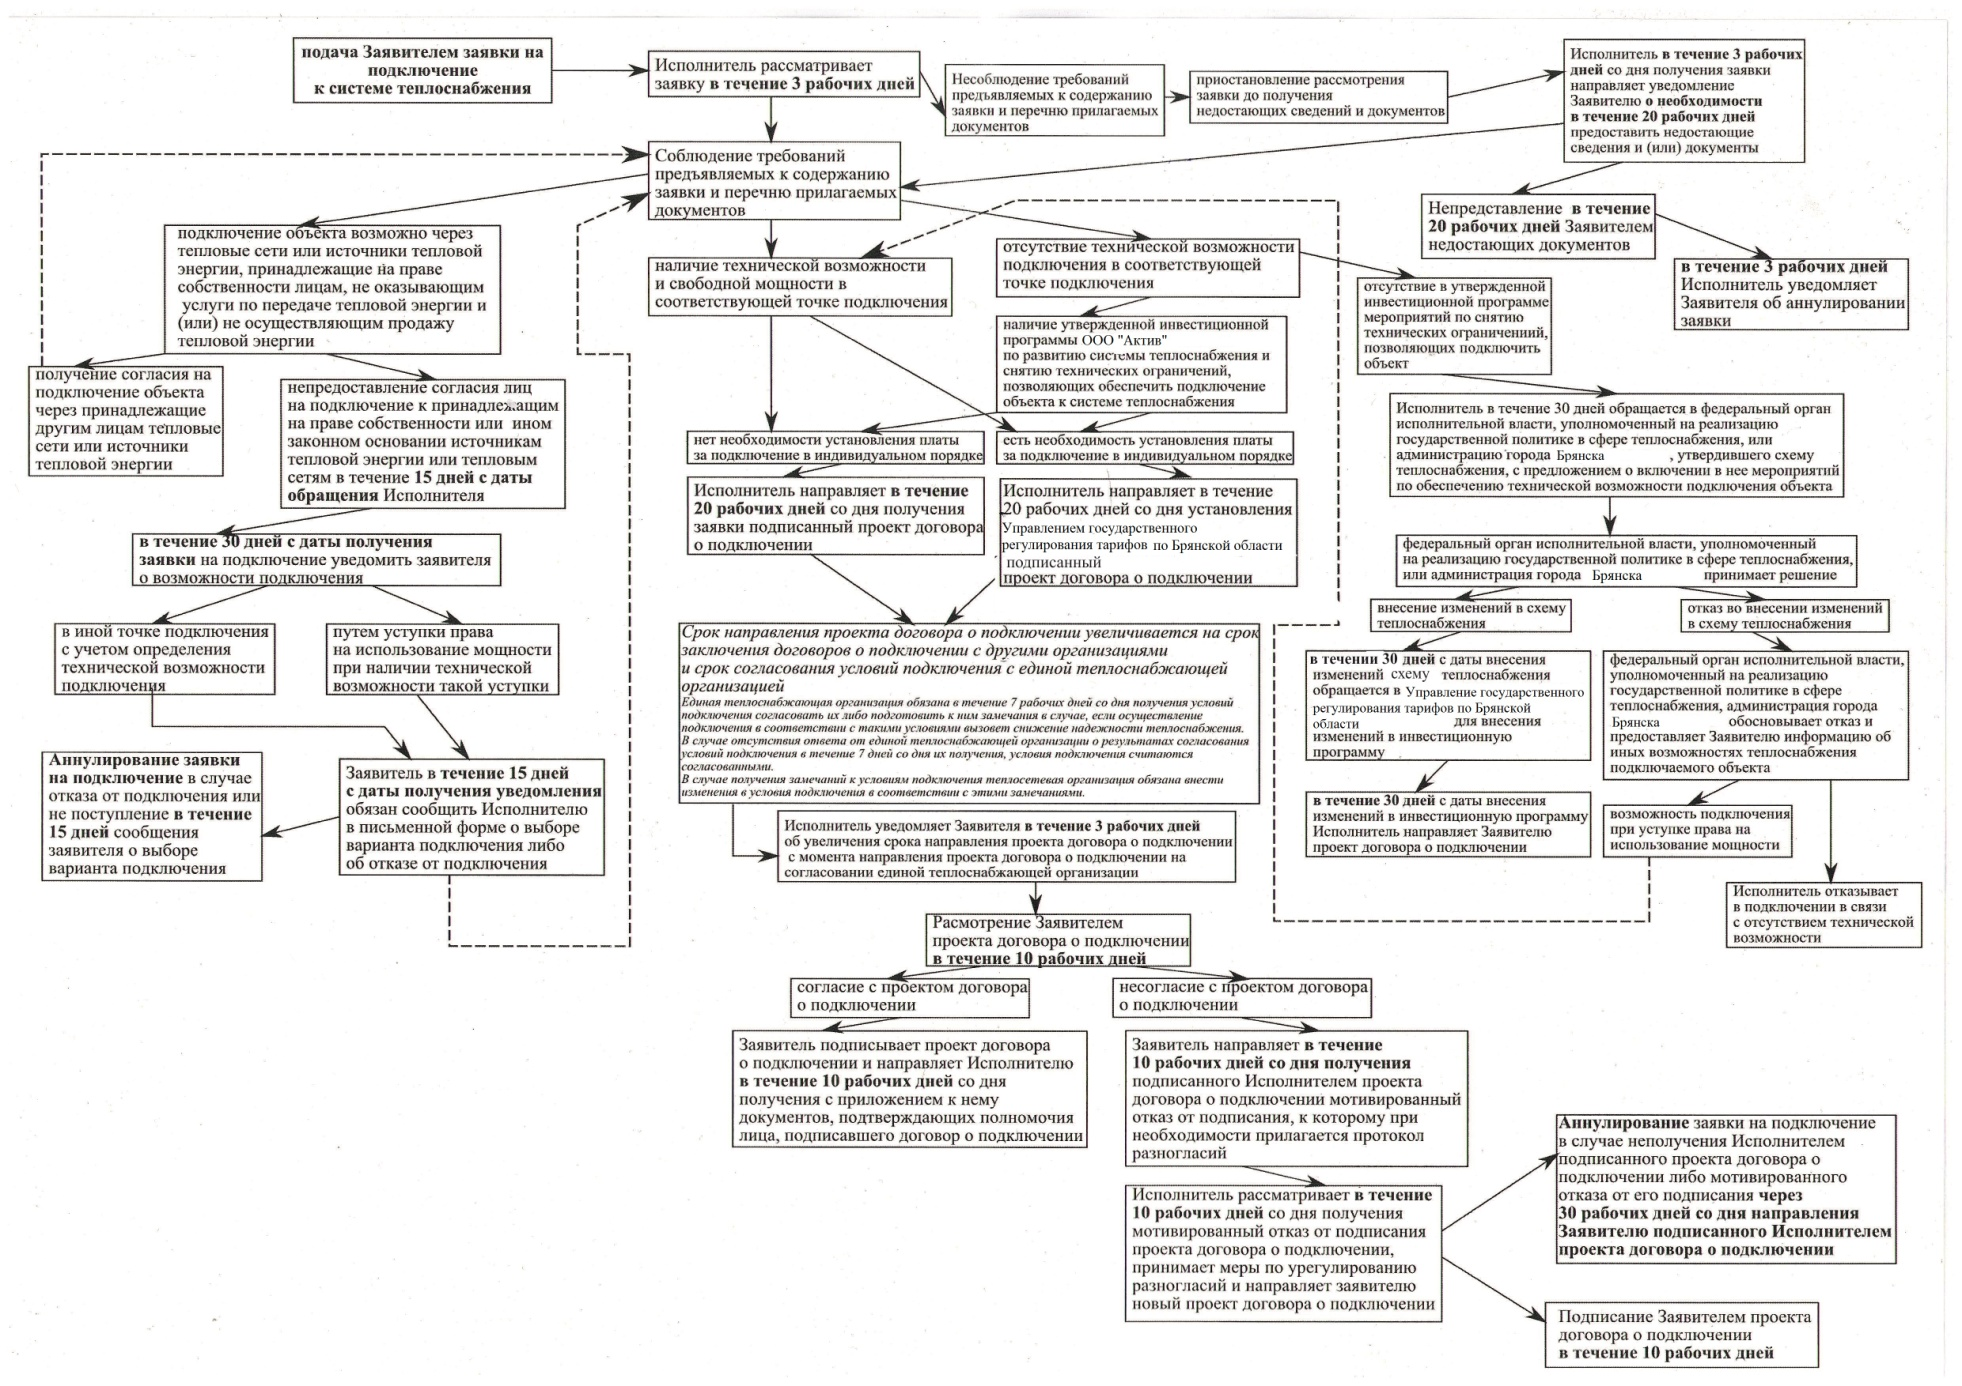 подача Заявителем заявки на
подключение
к системе теплоснабжения
Исполнитель рассматривает
заявку в течение 3 рабочих дней
Несоблюдение требований
предъявляемых к содержанию
заявки и перечню прилагаемых
документов
приостановление рассмотрения
заявки до получения
недостающих сведений и документов
Исполнитель в течение 3 рабочих
дней со дня получения заявки
направляет уведомление
Заявителю о необходимости
в течение 20 рабочих дней
предоставить недостающие
сведения и (или) документы
Соблюдение требований
предъявляемых к содержанию
заявки и перечню прилагаемых
документов
Непредставление в течение
20 рабочих дней Заявителем
недостающих документов
в течение 3 рабочих дней
Исполнитель уведомляет
Заявителя об аннулировании
заявки
подключение объекта возможно через
тепловые сети или источники тепловой
энергии, принадлежащие на праве
собственности лицам, не оказывающим
услуги по передаче тепловой энергии и
(или) не осуществляющим продажу
тепловой энергии
наличие технической возможности
и свободной мощности в
соответствующей точке подключения
отсутствие технической возможности
подключения в соответствующей
точке подключения
отсутствие в утвержденной
инвестиционной программе
мероприятий по снятию
технических ограничениий,
позволяющих подключить
объект
наличие утвержденной инвестиционной
программы ООО "Актив"
по развитию системы теплоснабжения и
снятию технических ограничений,
позволяющих обеспечить подключение
объекта к системе теплоснабжения
получение согласия на
подключение объекта
через принадлежащие
другим лицам тепловые
сети или источники
тепловой энергии
непредоставление согласия лиц
на подключение к принадлежащим
на праве собственности или ином
законном основании источникам
тепловой энергии или тепловым
сетям в течение 15 дней с даты
обращения Исполнителя
нет необходимости установления платы
за подключение в индивидуальном порядке
есть необходимость установления платы
за подключение в индивидуальном порядке
Исполнитель в течение 30 дней обращается в федеральный орган
исполнительной власти, уполномоченный на реализацию
государственной политике в сфере теплоснабжения, или
администрацию города Брянска , утвердившего схему
теплоснабжения, с предложением о включении в нее мероприятий
по обеспечению технической возможности подключения объекта
Исполнитель направляет в течение
20 рабочих дней со дня получения
заявки подписанный проект договора
о подключении
Исполнитель направляет в течение
20 рабочих дней со дня установления
Управлением государственного
регулирования тарифов по Брянской области
подписанный
проект договора о подключении
в течение 30 дней с даты получения
заявки на подключение уведомить заявителя
о возможности подключения
федеральный орган исполнительной власти, уполномоченный
на реализацию государственной политике в сфере теплоснабжения,
или администрация города Брянска принимает решение
в иной точке подключения
с учетом определения
технической возможности
подключения
путем уступки права
на использование мощности
при наличии технической
возможности такой уступки
внесение изменений в схему
теплоснабжения
отказ во внесении изменений
в схему теплоснабжения
Срок направления проекта договора о подключении увеличивается на срок
заключения договоров о подключении с другими организациями
и срок согласования условий подключения с единой теплоснабжающей
организацией
Единая теплоснабжающая организация обязана в течение 7 рабочих дней со дня получения условий
подключения согласовать их либо подготовить к ним замечания в случае, если осуществление
подключения в соответствии с такими условиями вызовет снижение надежности теплоснабжения.
В случае отсутствия ответа от единой теплоснабжающей организации о результатах согласования
условий подключения в течение 7 дней со дня их получения, условия подключения считаются
согласованными.
В случае получения замечаний к условиям подключения теплосетевая организация обязана внести
изменения в условия подключения в соответствии с этими замечаниями.
в течении 30 дней с даты внесения
изменений схему теплоснабжения
обращается в Управление государственного
регулирования тарифов по Брянской
области для внесения
изменений в инвестиционную
программу
федеральный орган исполнительной власти,
уполномоченный на реализацию
государственной политике в сфере
теплоснабжения, администрация города
Брянска обосновывает отказ и
предоставляет Заявителю информацию об
иных возможностях теплоснабжения
подключаемого объекта
Аннулирование заявки
на подключение в случае
отказа от подключения или
не поступление в течение
15 дней сообщения
заявителя о выборе
варианта подключения
Заявитель в течение 15 дней
с даты получения уведомления
обязан сообщить Исполнителю
в письменной форме о выборе
варианта подключения либо
об отказе от подключения
в течение 30 дней с даты внесения
изменений в инвестиционную программу
Исполнитель направляет Заявителю
проект договора о подключении
возможность подключения
при уступке права на
использование мощности
Исполнитель уведомляет Заявителя в течение 3 рабочих дней
об увеличения срока направления проекта договора о подключении
с момента направления проекта договора о подключении на
согласовании единой теплоснабжающей организации
Исполнитель отказывает
в подключении в связи
с отсутствием технической
возможности
Расмотрение Заявителем
проекта договора о подключении
в течение 10 рабочих дней
согласие с проектом договора
о подключении
несогласие с проектом договора
о подключении
Заявитель подписывает проект договора
о подключении и направляет Исполнителю
в течение 10 рабочих дней со дня
получения с приложением к нему
документов, подтверждающих полномочия
лица, подписавшего договор о подключении
Заявитель направляет в течение
10 рабочих дней со дня получения
подписанного Исполнителем проекта
договора о подключении мотивированный
отказ от подписания, к которому при
необходимости прилагается протокол
разногласий
Исполнитель рассматривает в течение
10 рабочих дней со дня получения
мотивированный отказ от подписания
проекта договора о подключении,
принимает меры по урегулированию
разногласий и направляет заявителю
новый проект договора о подключении
Аннулирование заявки на подключение
в случае неполучения Исполнителем
подписанного проекта договора о
подключении либо мотивированного
отказа от его подписания через
30 рабочих дней со дня направления
Заявителю подписанного Исполнителем
проекта договора о подключении
Подписание Заявителем проекта
договора о подключении
в течение 10 рабочих дней